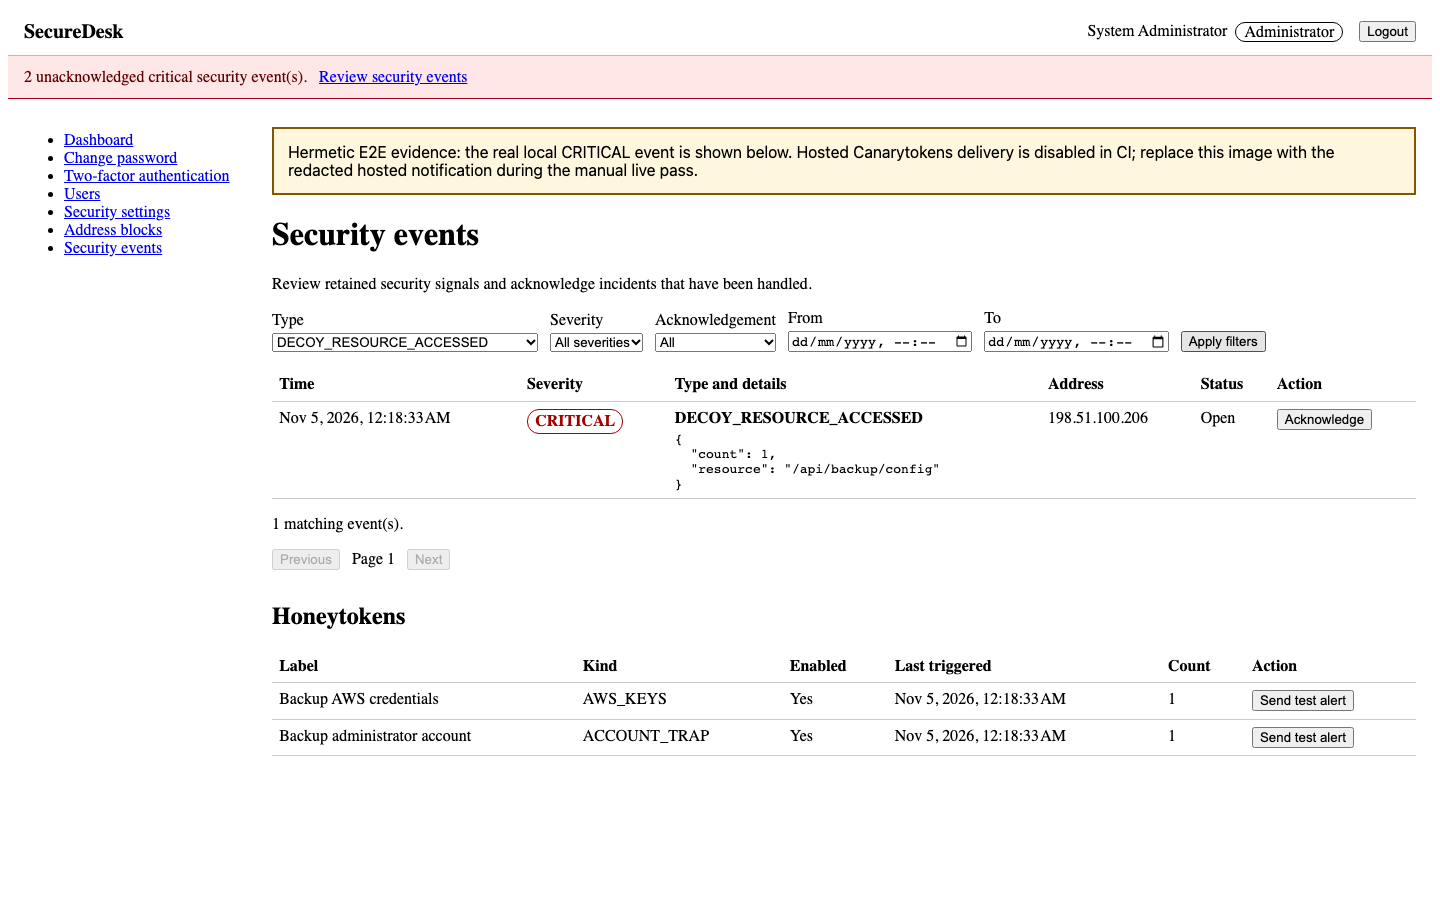 SecureDesk
System Administrator Administrator Logout
2 unacknowledged critical security event(s). Review security events
Dashboard
Change password
Two-factor authentication
Users
Security settings
Address blocks
Security events
Hermetic E2E evidence: the real local CRITICAL event is shown below. Hosted Canarytokens delivery is disabled in CI; replace this image with the
redacted hosted notification during the manual live pass.
Security events
Review retained security signals and acknowledge incidents that have been handled.
Type Severity Acknowledgement From To
DECOY_RESOURCE_ACCESSED All severities All dd/mm/yyyy, --:-- dd/mm/yyyy, --:-- Apply filters
Time Severity Type and details Address Status Action
Nov 5, 2026, 12:18:33 AM CRITICAL DECOY_RESOURCE_ACCESSED 198.51.100.206 Open Acknowledge
{
"count": 1,
"resource": "/api/backup/config"
}
1 matching event(s).
Previous Page 1 Next
Honeytokens
Label Kind Enabled Last triggered Count Action
Backup AWS credentials AWS_KEYS Yes Nov 5, 2026, 12:18:33 AM 1 Send test alert
Backup administrator account ACCOUNT_TRAP Yes Nov 5, 2026, 12:18:33 AM 1 Send test alert